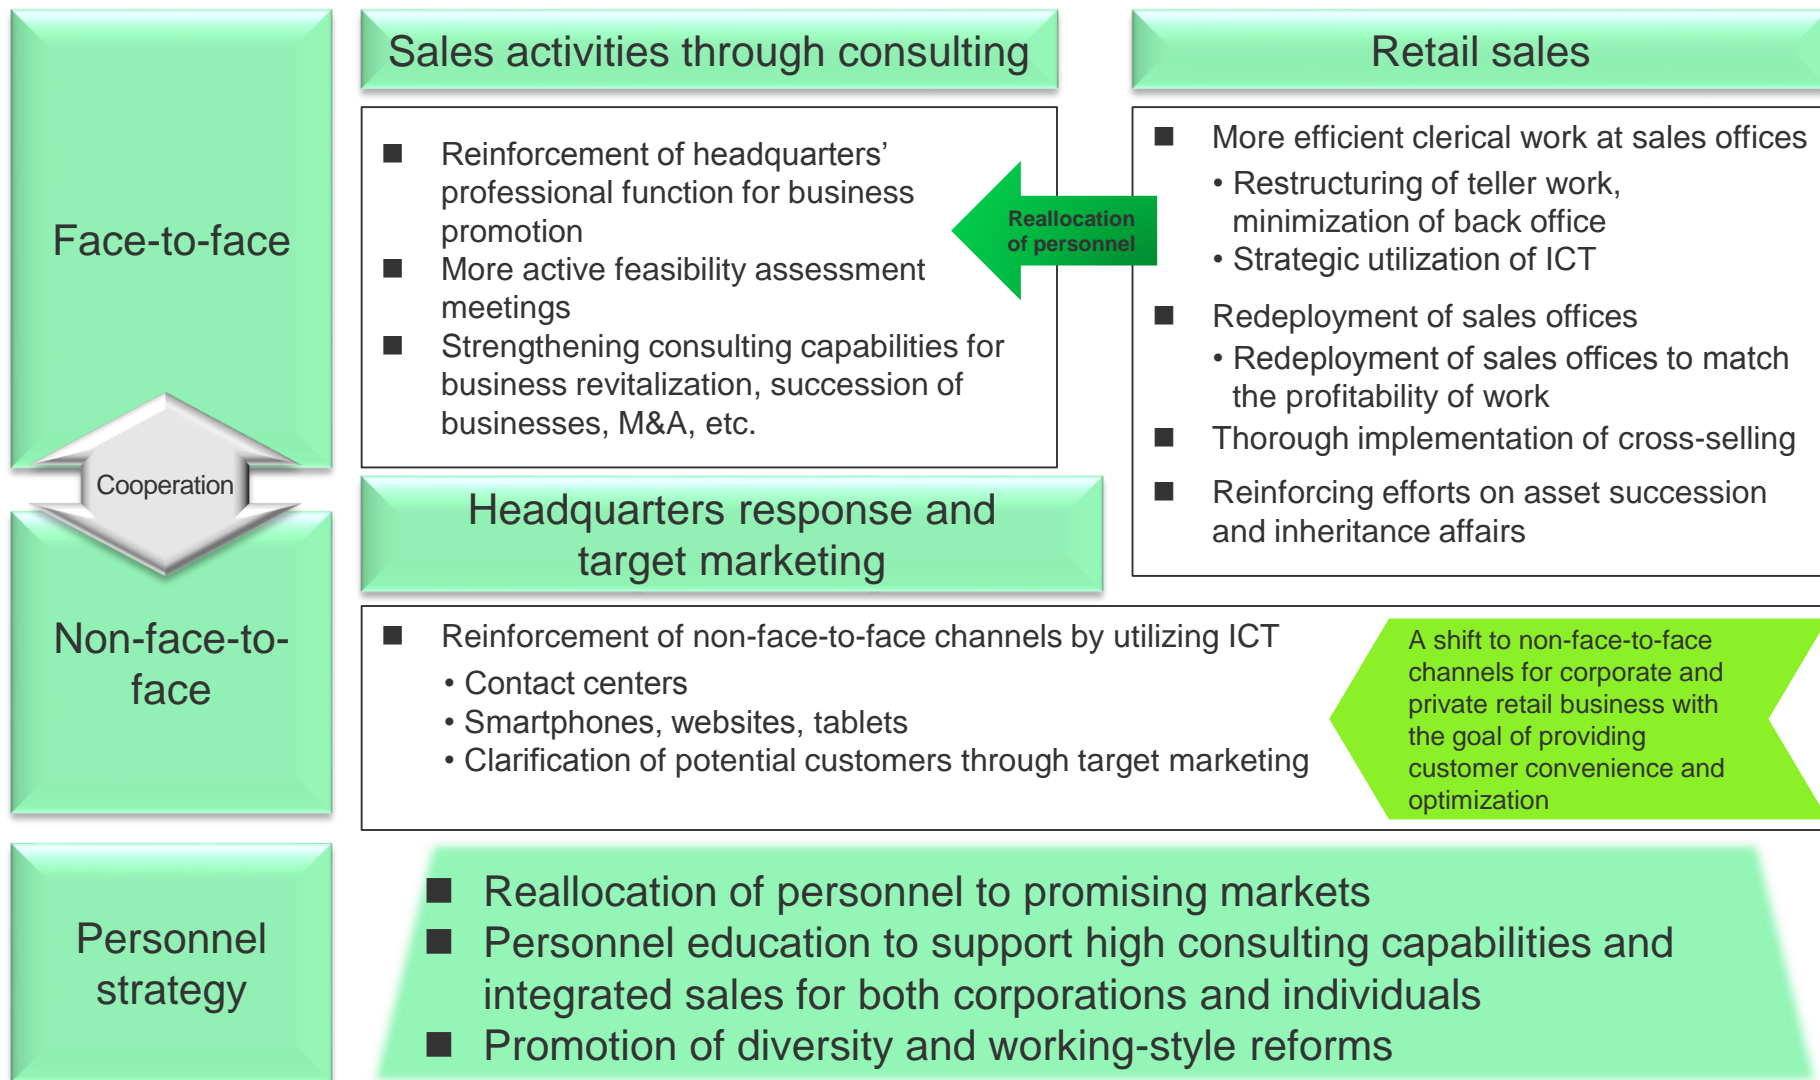 Face-to-face
Cooperation
Non-face-to-
face
Personnel
strategy
Sales activities through consulting
■ Reinforcement of headquarters’
professional function for business
promotion
■ More active feasibility assessment
meetings
■ Strengthening consulting capabilities for
business revitalization, succession of
businesses, M&A, etc.
Reallocation
of personnel
Retail sales
■ More efficient clerical work at sales offices
• Restructuring of teller work,
minimization of back office
• Strategic utilization of ICT
■ Redeployment of sales offices
• Redeployment of sales offices to match
the profitability of work
■ Thorough implementation of cross-selling
■ Reinforcing efforts on asset succession
and inheritance affairs
Headquarters response and
target marketing
■ Reinforcement of non-face-to-face channels by utilizing ICT
• Contact centers
• Smartphones, websites, tablets
• Clarification of potential customers through target marketing
A shift to non-face-to-face
channels for corporate and
private retail business with
the goal of providing
customer convenience and
optimization
■ Reallocation of personnel to promising markets
■ Personnel education to support high consulting capabilities and
integrated sales for both corporations and individuals
■ Promotion of diversity and working-style reforms